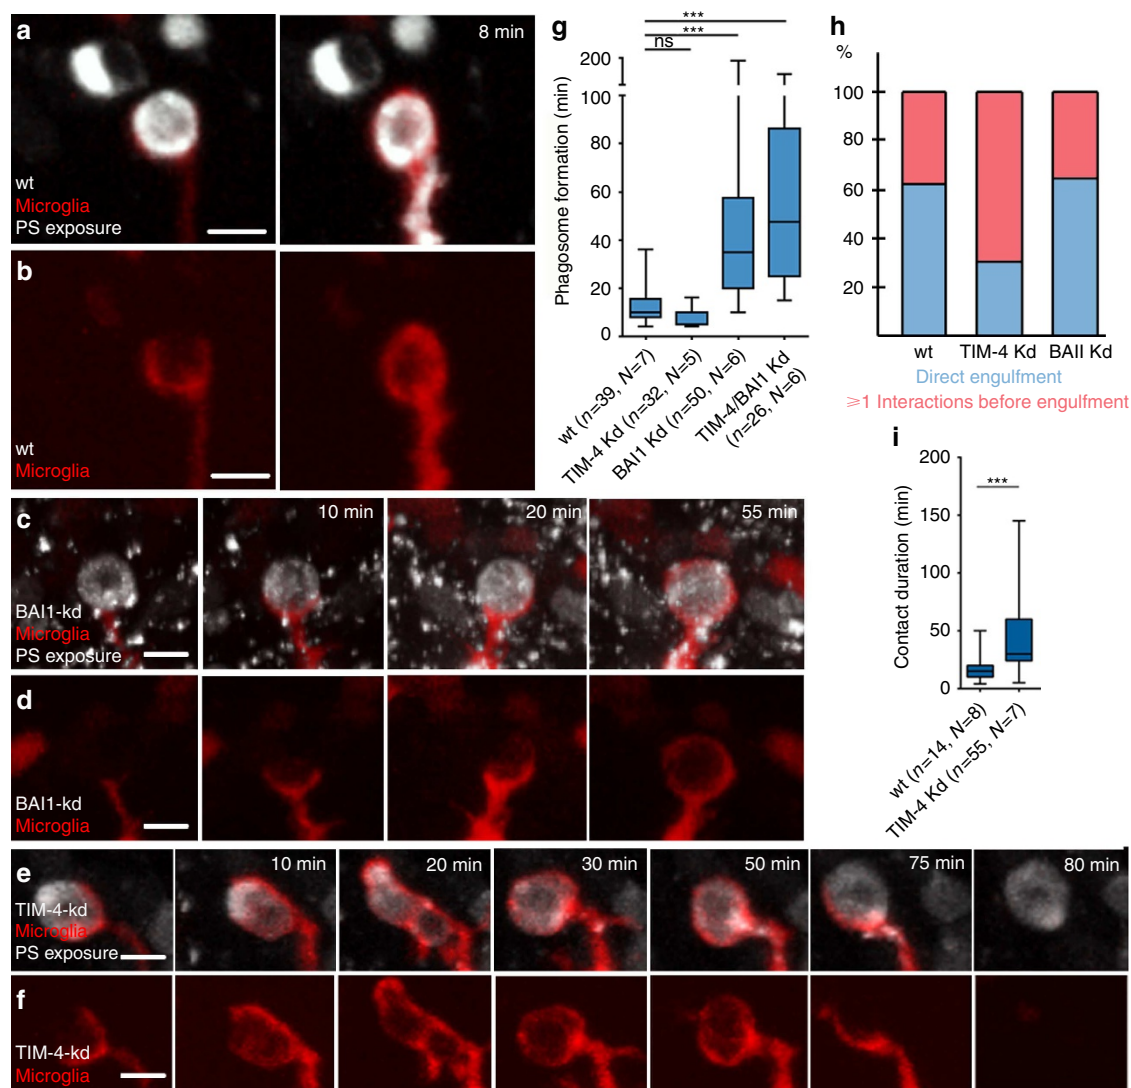 a
8 min
wt
Microglia
PS exposure
b
wt
Microglia
c
10 min
20 min
55 min
BAI1-kd
Microglia
PS exposure
d
BAI1-kd
Microglia
e
10 min
20 min
30 min
50 min
75 min
80 min
TIM-4-kd
Microglia
PS exposure
f
TIM-4-kd
Microglia
g
***
***
ns
200
100
80
60
40
20
0
Phagosome formation (min)
wt (n=39, N=7)
TIM-4 Kd (n=32, N=5)
BAI1 Kd (n=50, N=6)
TIM-4/BAI1 Kd
(n=26, N=6)
h
%
100
80
60
40
20
wt TIM-4 Kd BAII Kd
Direct engulfment
⩾1 Interactions before engulfment
i
200
150
100
50
0
***
Contact duration (min)
wt (n=14, N=8)
TIM-4 Kd (n=55, N=7)